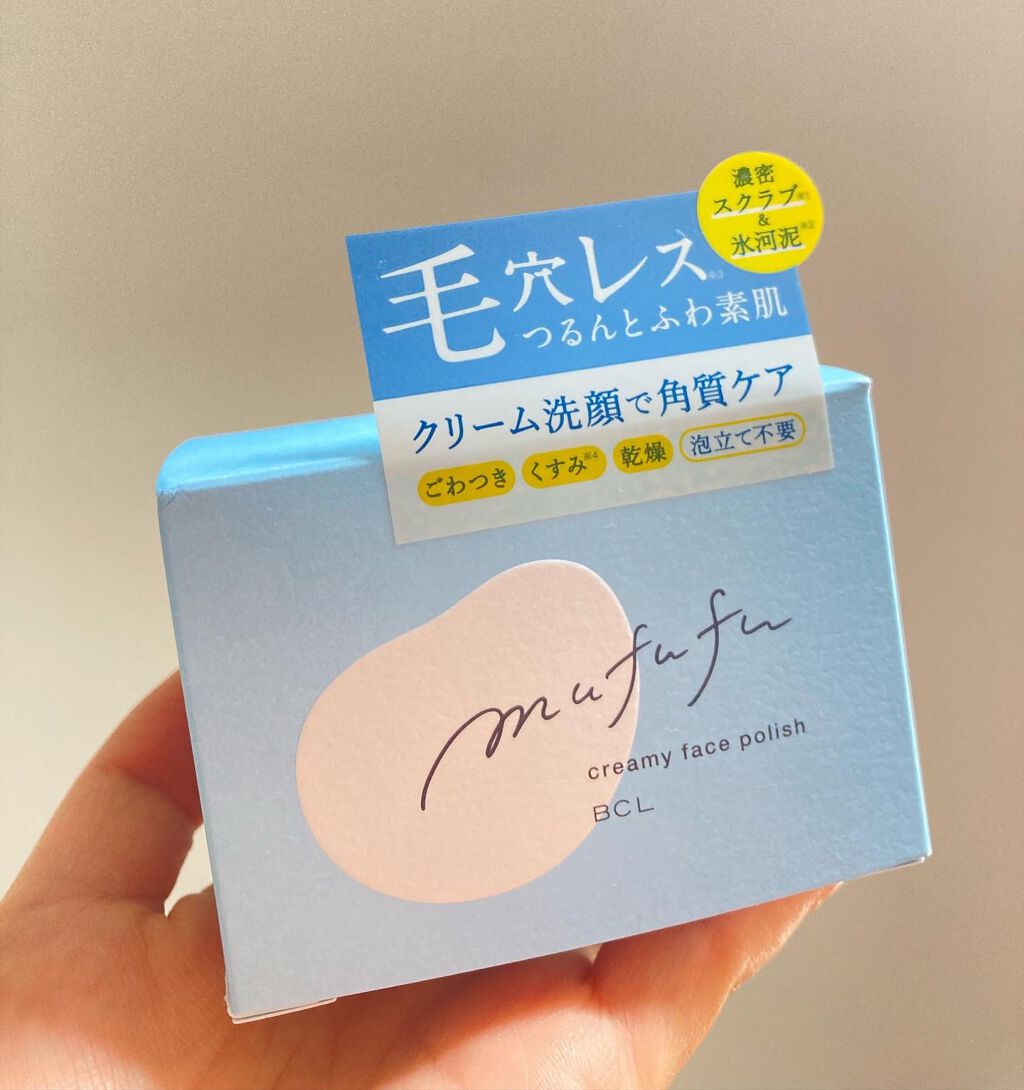 濃密
スクラブ※1
&
氷河泥※2
毛穴レス※3
つるんとふわ素肌
クリーム洗顔で角質ケア
ごわつき くすみ※4 乾燥 泡立て不要
mufufu
creamy face polish
BCL